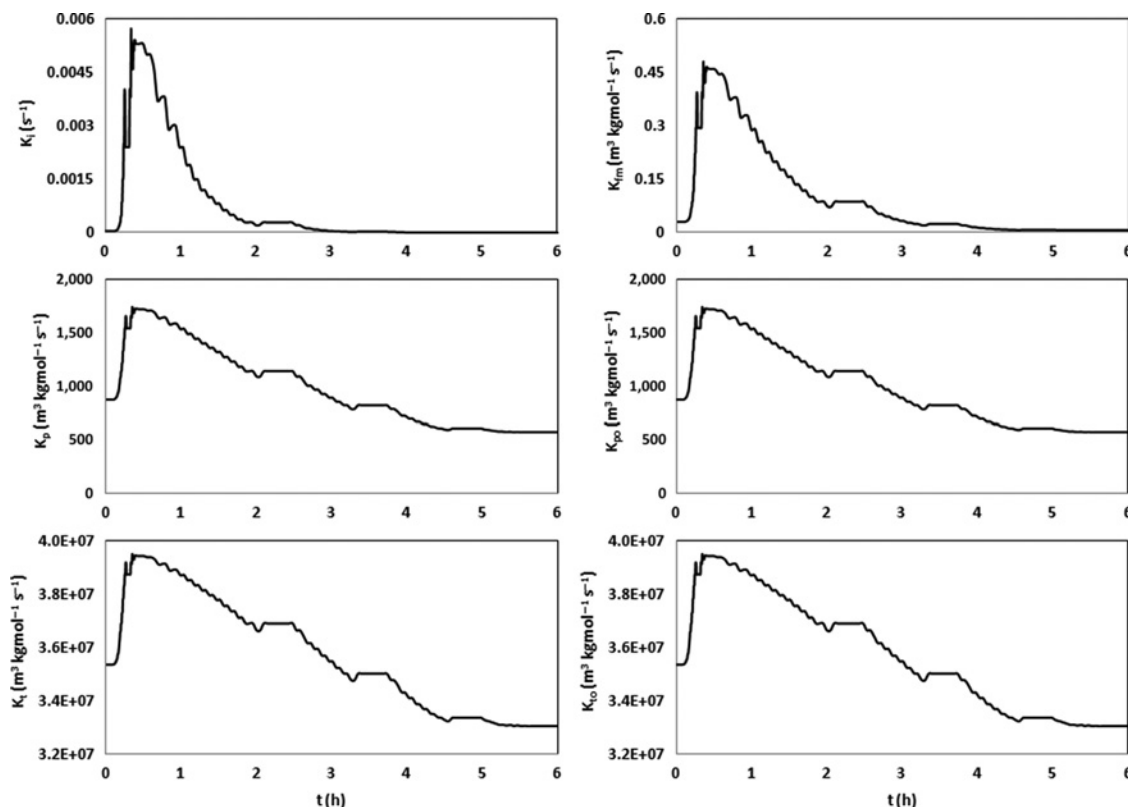 0.006
0.0045
0.003
0.0015
0
K_i (s⁻¹)
0 1 2 3 4 5 6
0.6
0.45
0.3
0.15
0
K_fm (m³ kgmol⁻¹ s⁻¹)
0 1 2 3 4 5 6
2,000
1,500
1,000
500
0
K_p (m³ kgmol⁻¹ s⁻¹)
0 1 2 3 4 5 6
2,000
1,500
1,000
500
0
K_po (m³ kgmol⁻¹ s⁻¹)
0 1 2 3 4 5 6
4.0E+07
3.8E+07
3.6E+07
3.4E+07
3.2E+07
K_t (m³ kgmol⁻¹ s⁻¹)
0 1 2 3 4 5 6
t (h)
4.0E+07
3.8E+07
3.6E+07
3.4E+07
3.2E+07
K_to (m³ kgmol⁻¹ s⁻¹)
0 1 2 3 4 5 6
t (h)